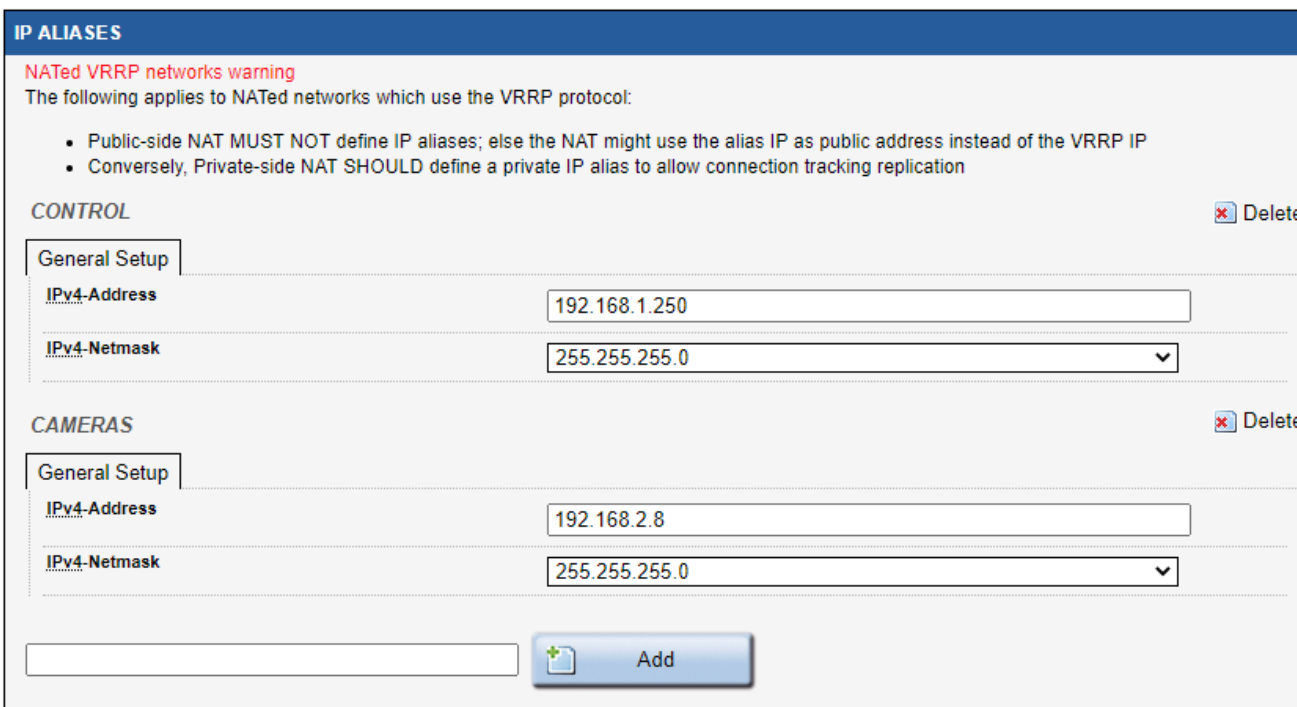 IP ALIASES
NATed VRRP networks warning
The following applies to NATed networks which use the VRRP protocol:
• Public-side NAT MUST NOT define IP aliases; else the NAT might use the alias IP as public address instead of the VRRP IP
• Conversely, Private-side NAT SHOULD define a private IP alias to allow connection tracking replication
CONTROL
Delete
General Setup
IPv4-Address
192.168.1.250
IPv4-Netmask
255.255.255.0
CAMERAS
Delete
General Setup
IPv4-Address
192.168.2.8
IPv4-Netmask
255.255.255.0
Add